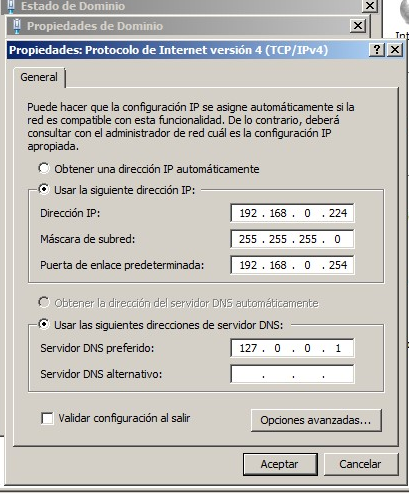 Estado de Dominio
Propiedades de Dominio
Propiedades: Protocolo de Internet versión 4 (TCP/IPv4)
General
Puede hacer que la configuración IP se asigne automáticamente si la
red es compatible con esta funcionalidad. De lo contrario, deberá
consultar con el administrador de red cuál es la configuración IP
apropiada.
Obtener una dirección IP automáticamente
Usar la siguiente dirección IP:
Dirección IP: 192 . 168 . 0 . 224
Máscara de subred: 255 . 255 . 255 . 0
Puerta de enlace predeterminada: 192 . 168 . 0 . 254
Obtener la dirección del servidor DNS automáticamente
Usar las siguientes direcciones de servidor DNS:
Servidor DNS preferido: 127 . 0 . 0 . 1
Servidor DNS alternativo: . . .
Validar configuración al salir
Opciones avanzadas...
Aceptar Cancelar